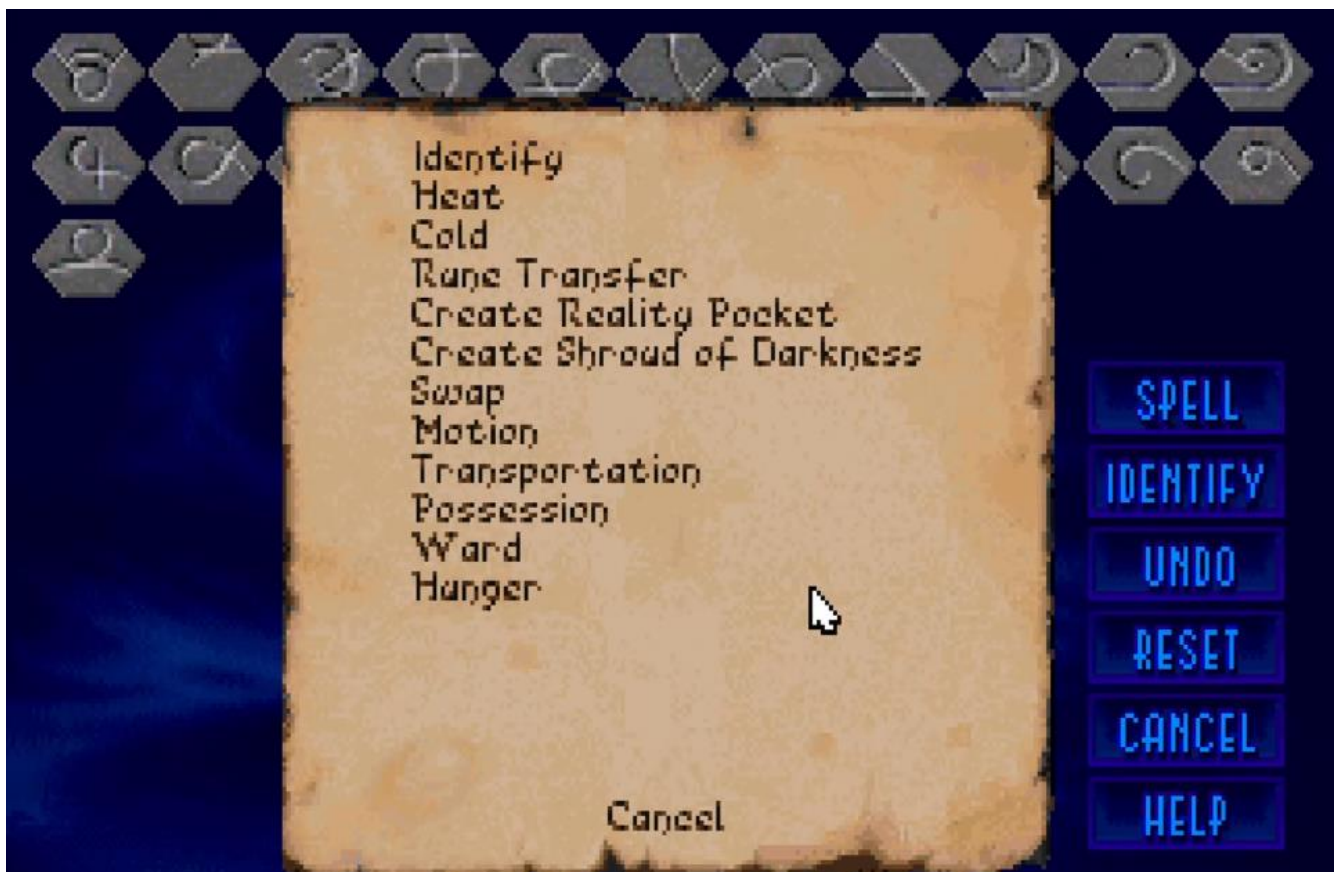 Identify
Heat
Cold
Rune Transfer
Create Reality Pocket
Create Shroud of Darkness
Swap
Motion
Transportation
Possession
Ward
Hunger
Cancel
SPELL
IDENTIFY
UNDO
RESET
CANCEL
HELP